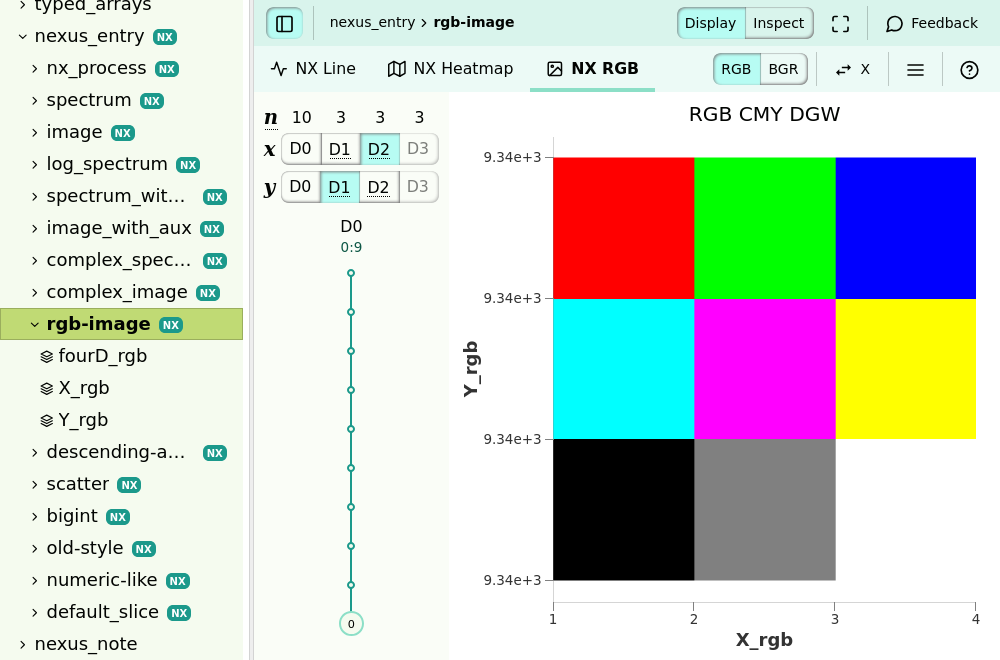 typed_arrays
nexus_entry NX
nx_process NX
spectrum NX
image NX
log_spectrum NX
spectrum_wit... NX
image_with_aux NX
complex_spec... NX
complex_image NX
rgb-image NX
fourD_rgb
X_rgb
Y_rgb
descending-a... NX
scatter NX
bigint NX
old-style NX
numeric-like NX
default_slice NX
nexus_note
nexus_entry › rgb-image
Display Inspect
Feedback
NX Line NX Heatmap NX RGB
RGB BGR
X
n 10 3 3 3
x D0 D1 D2 D3
y D0 D1 D2 D3
D0
0:9
0
RGB CMY DGW
9.34e+3
9.34e+3
9.34e+3
9.34e+3
Y_rgb
1 2 3 4
X_rgb